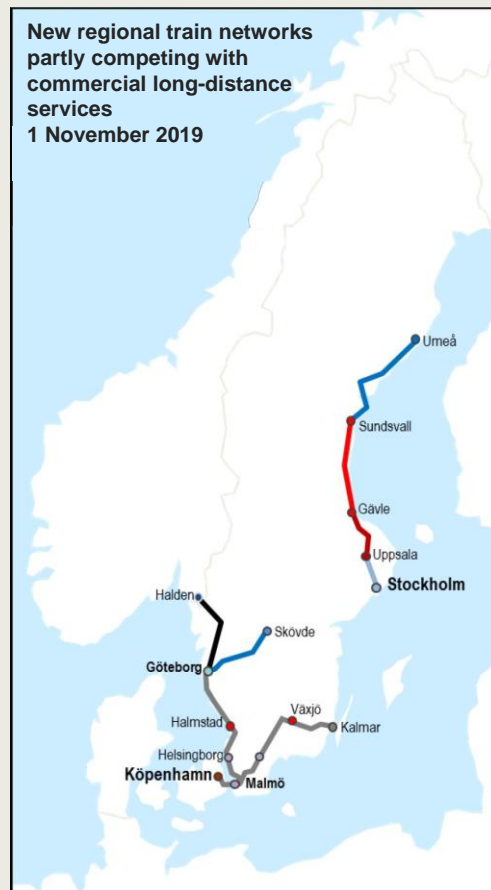 New regional train networks
partly competing with
commercial long-distance
services
1 November 2019
Umeå
Sundsvall
Gävle
Uppsala
Stockholm
Halden
Skövde
Göteborg
Växjö
Halmstad
Kalmar
Helsingborg
Köpenhamn
Malmö